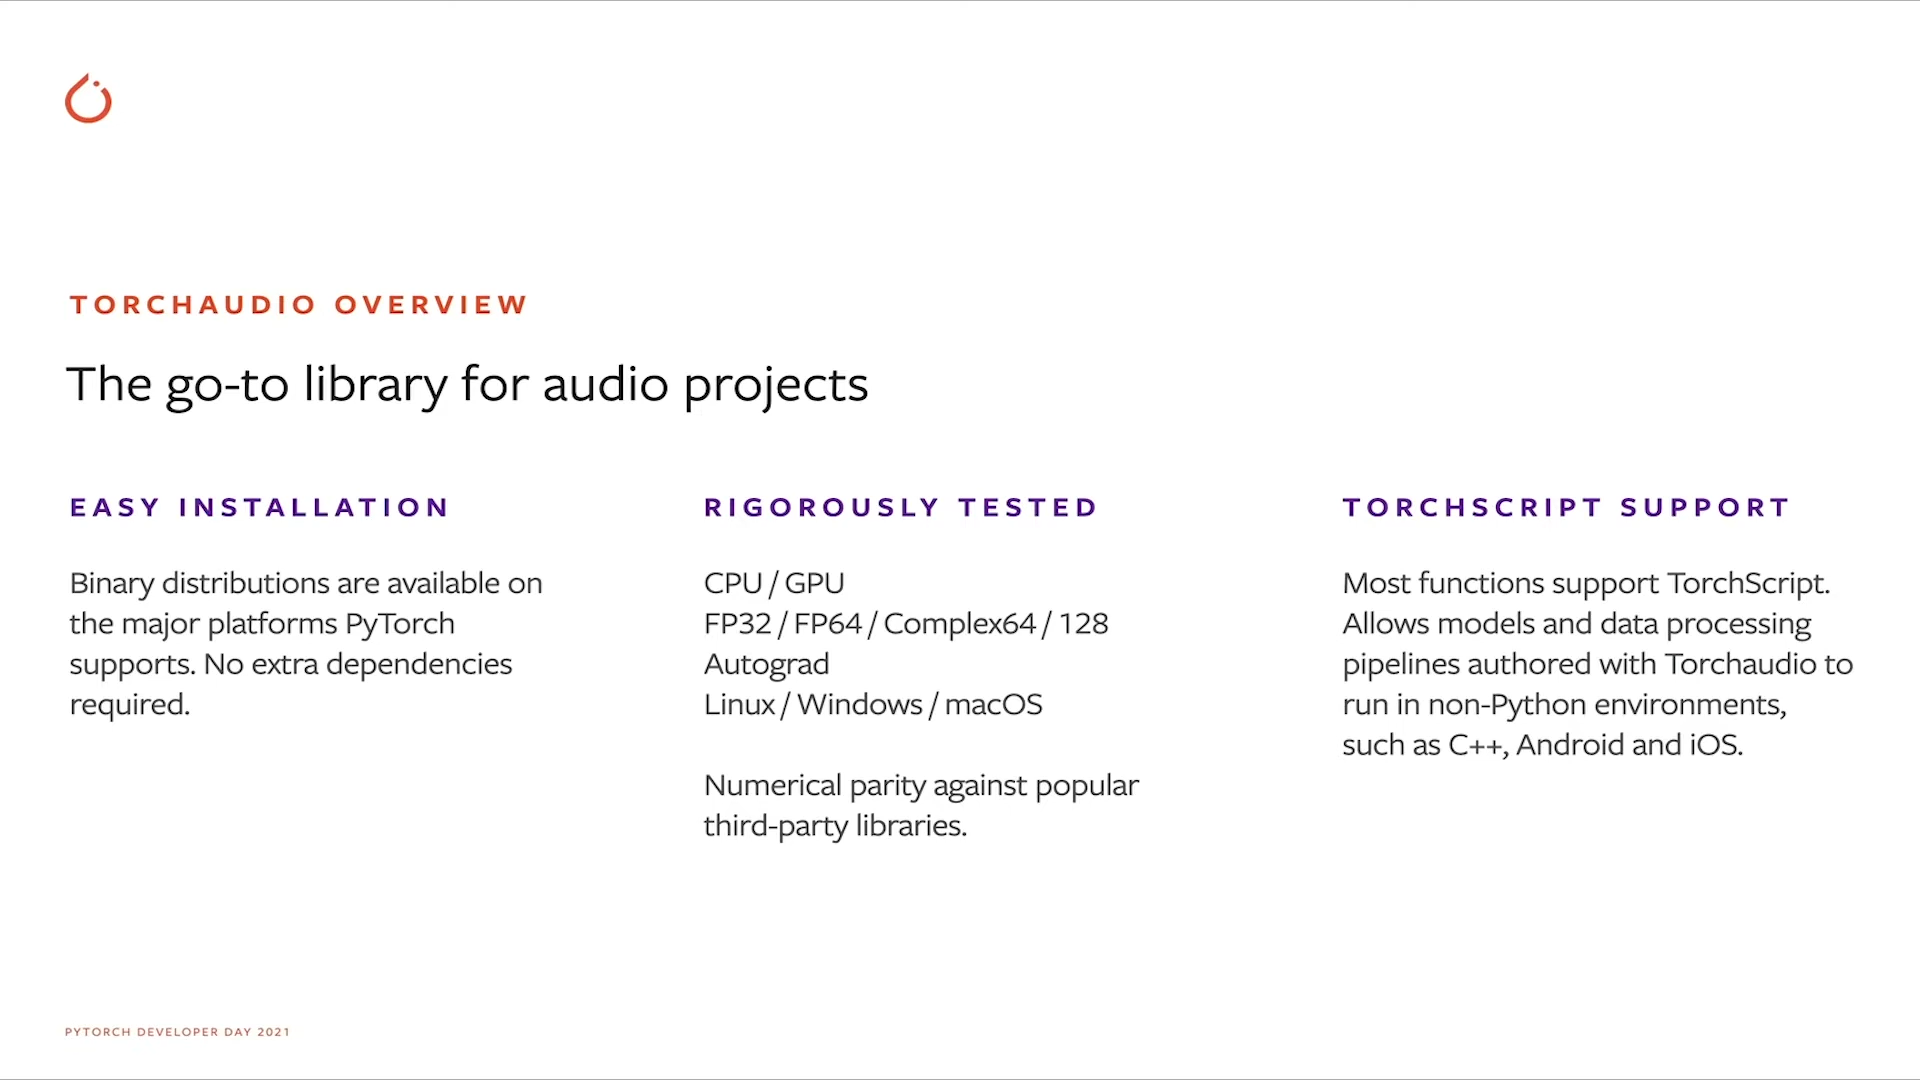 TORCHAUDIO OVERVIEW
The go-to library for audio projects
EASY INSTALLATION
Binary distributions are available on
the major platforms PyTorch
supports. No extra dependencies
required.
RIGOROUSLY TESTED
CPU / GPU
FP32 / FP64 / Complex64 / 128
Autograd
Linux / Windows / macOS
Numerical parity against popular
third-party libraries.
TORCHSCRIPT SUPPORT
Most functions support TorchScript.
Allows models and data processing
pipelines authored with Torchaudio to
run in non-Python environments,
such as C++, Android and iOS.
PYTORCH DEVELOPER DAY 2021